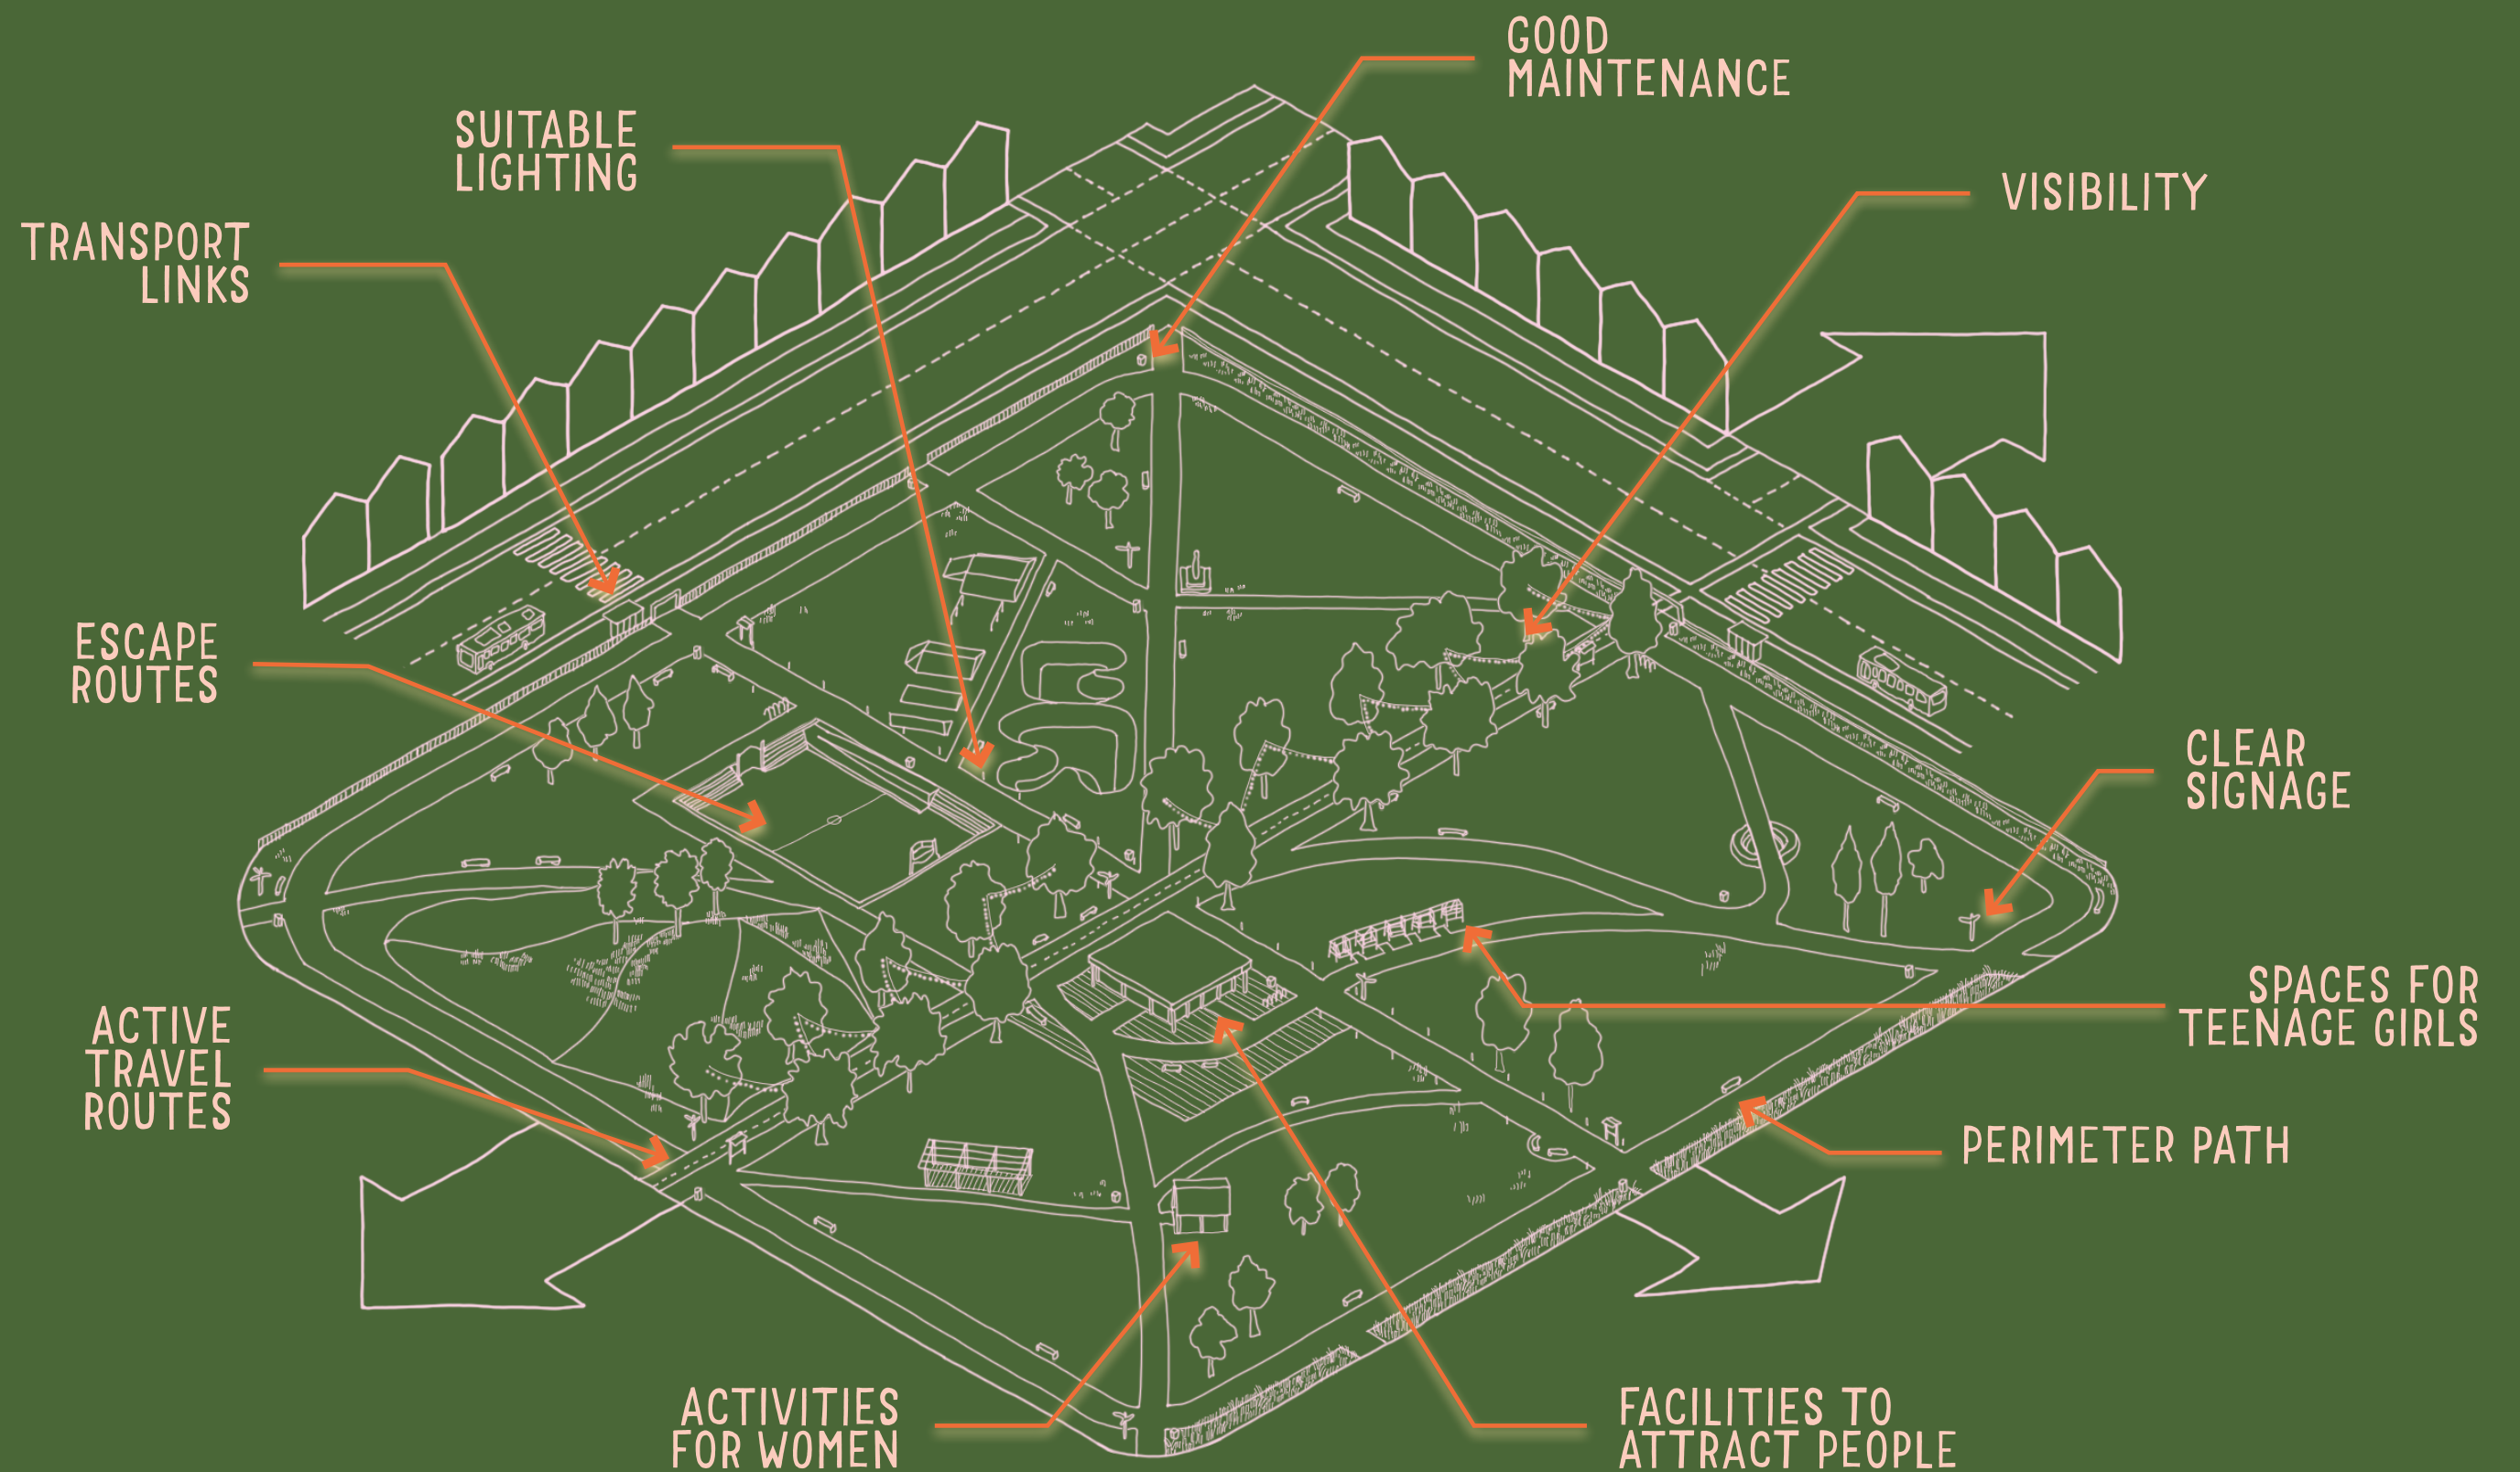 GOOD
MAINTENANCE
SUITABLE
LIGHTING
VISIBILITY
TRANSPORT
LINKS
ESCAPE
ROUTES
CLEAR
SIGNAGE
SPACES FOR
TEENAGE GIRLS
ACTIVE
TRAVEL
ROUTES
PERIMETER PATH
ACTIVITIES
FOR WOMEN
FACILITIES TO
ATTRACT PEOPLE